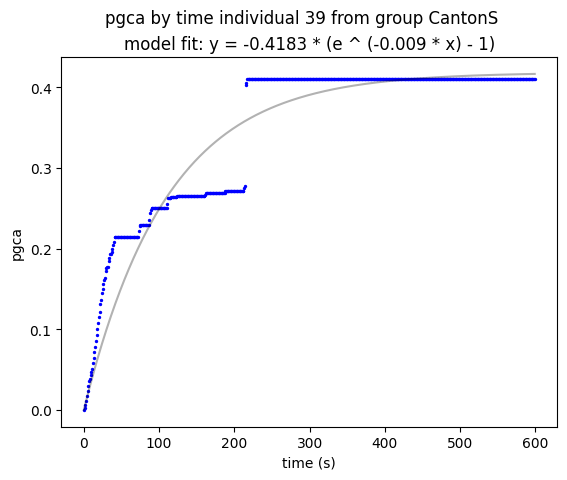 pgca by time individual 39 from group CantonS
model fit: y = -0.4183 * (e ^ (-0.009 * x) - 1)
0.4
0.3
0.2
0.1
0.0
pgca
0 100 200 300 400 500 600
time (s)